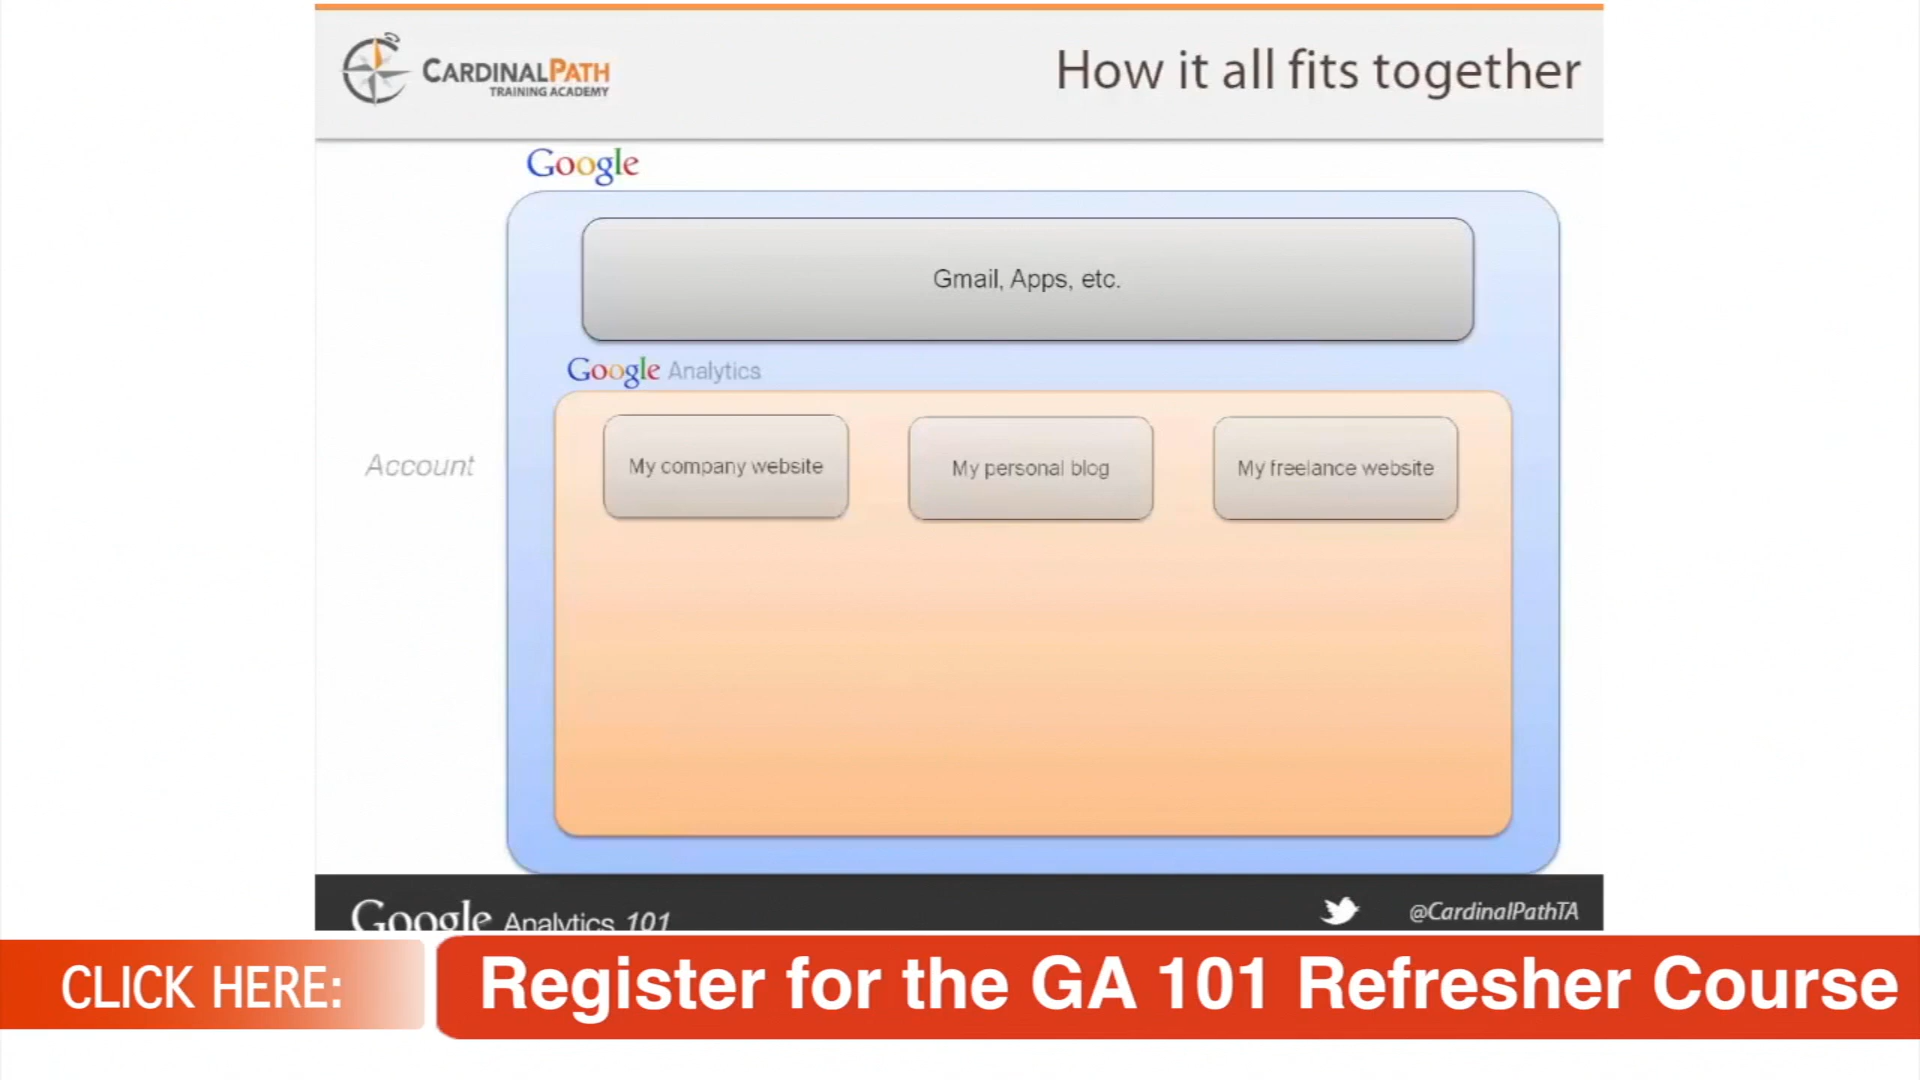 CARDINALPATH
TRAINING ACADEMY
How it all fits together
Google
Gmail, Apps, etc.
Google Analytics
Account
My company website
My personal blog
My freelance website
Google Analytics 101
@CardinalPathTA
CLICK HERE:
Register for the GA 101 Refresher Course